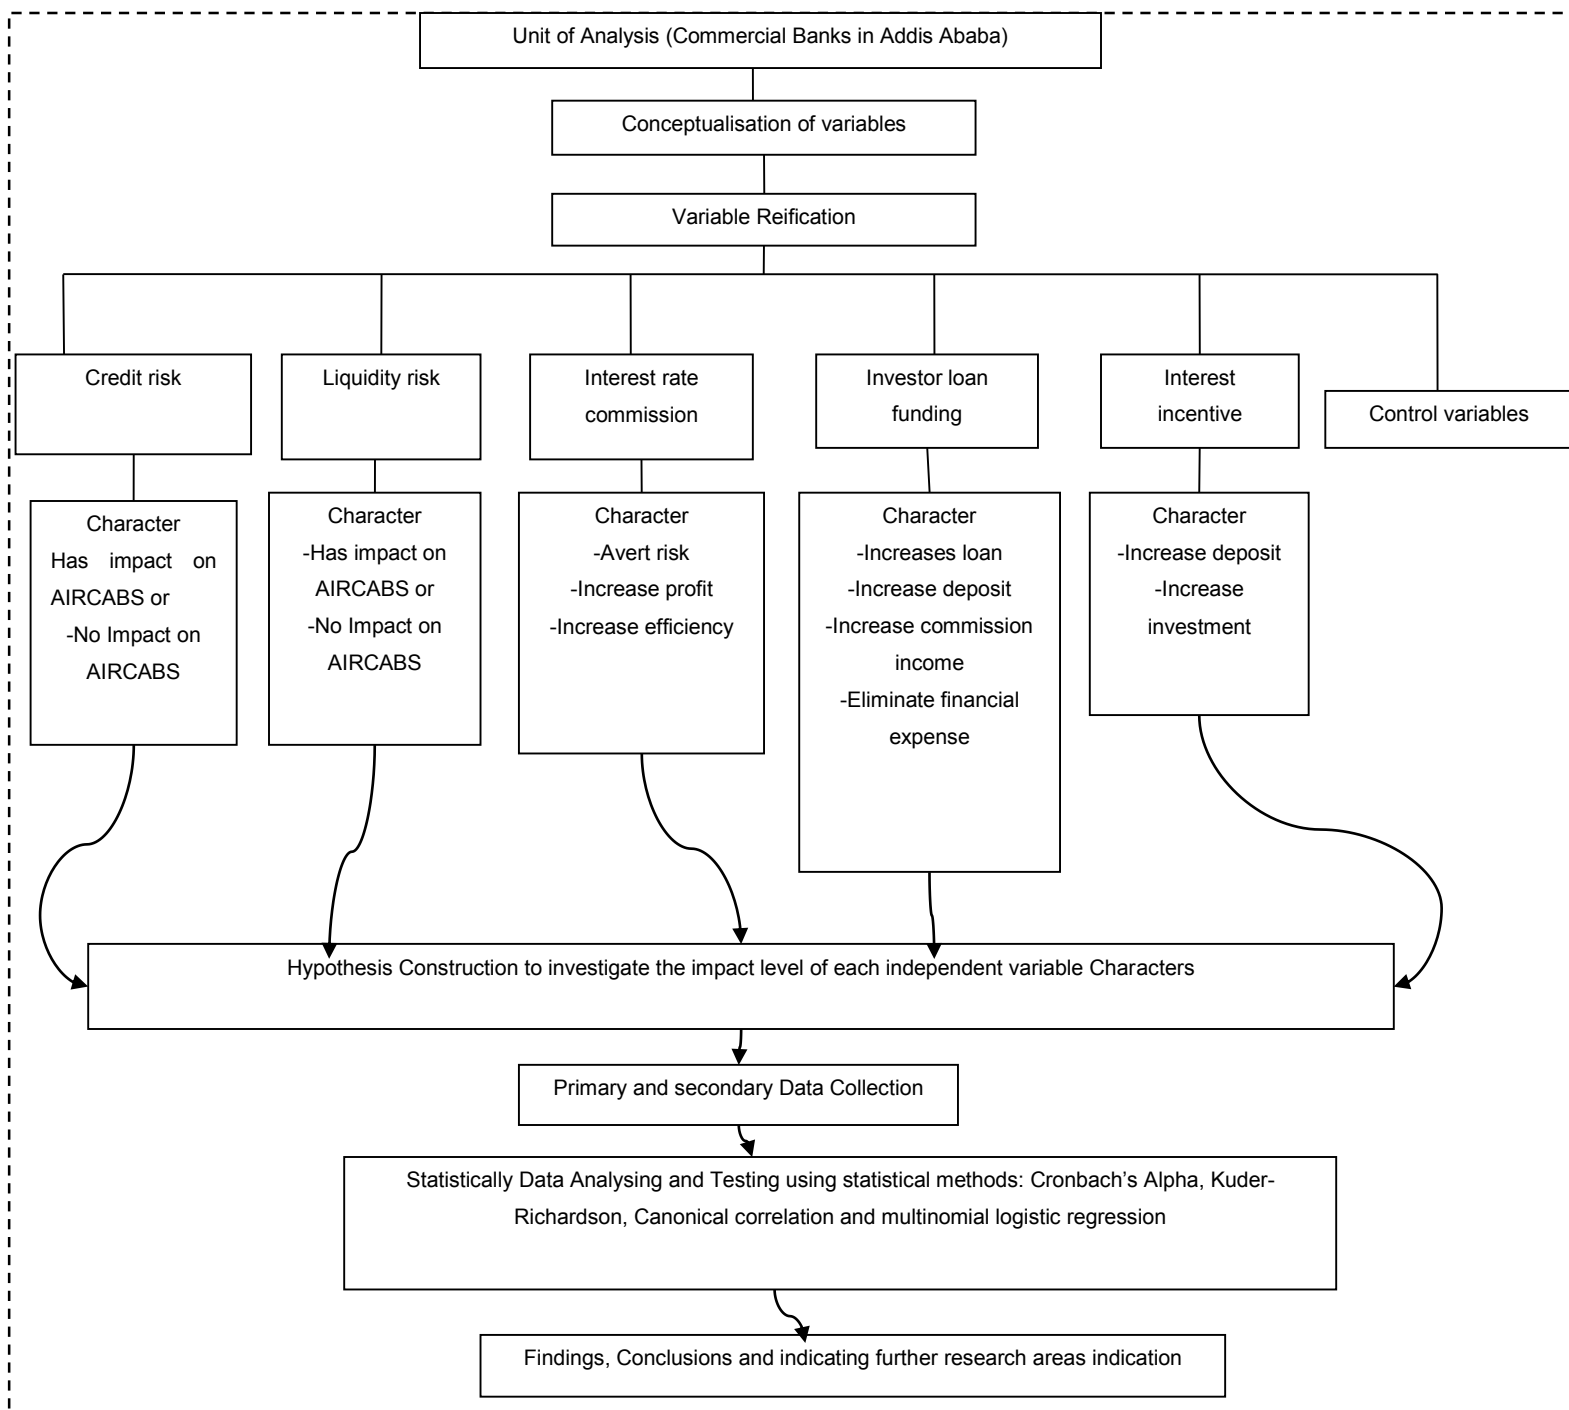 Unit of Analysis (Commercial Banks in Addis Ababa)
Conceptualisation of variables
Variable Reification
Credit risk
Liquidity risk
Interest rate
commission
Investor loan
funding
Interest
incentive
Control variables
Character
Has impact on
AIRCABS or
-No Impact on
AIRCABS
Character
-Has impact on
AIRCABS or
-No Impact on
AIRCABS
Character
-Avert risk
-Increase profit
-Increase efficiency
Character
-Increases loan
-Increase deposit
-Increase commission
income
-Eliminate financial
expense
Character
-Increase deposit
-Increase
investment
Hypothesis Construction to investigate the impact level of each independent variable Characters
Primary and secondary Data Collection
Statistically Data Analysing and Testing using statistical methods: Cronbach’s Alpha, Kuder-
Richardson, Canonical correlation and multinomial logistic regression
Findings, Conclusions and indicating further research areas indication